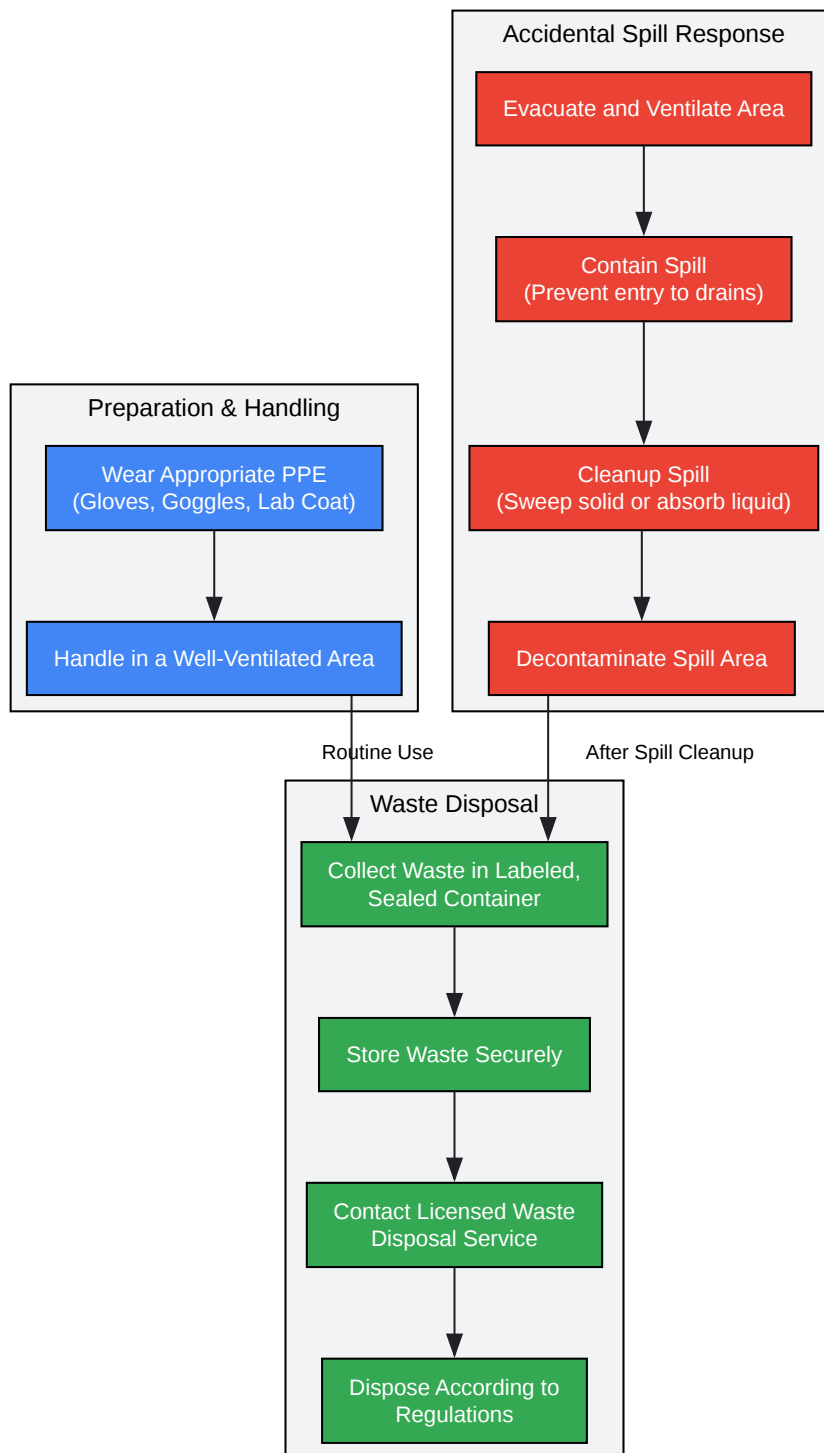 Accidental Spill Response
Evacuate and Ventilate Area
Contain Spill
(Prevent entry to drains)
Cleanup Spill
(Sweep solid or absorb liquid)
Decontaminate Spill Area
Preparation & Handling
Wear Appropriate PPE
(Gloves, Goggles, Lab Coat)
Handle in a Well-Ventilated Area
Routine Use
After Spill Cleanup
Waste Disposal
Collect Waste in Labeled,
Sealed Container
Store Waste Securely
Contact Licensed Waste
Disposal Service
Dispose According to
Regulations